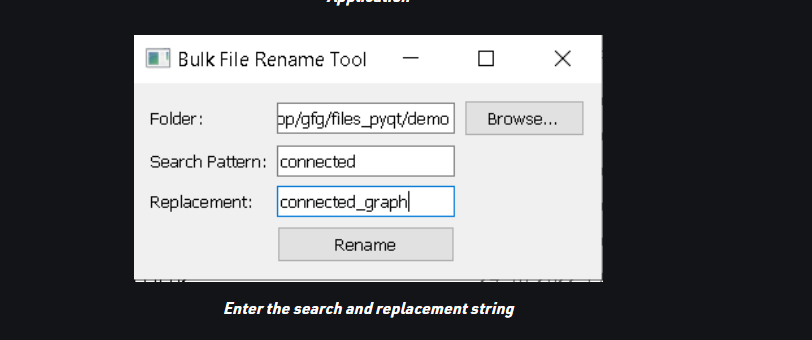 Application
Bulk File Rename Tool
Folder: op/gfg/files_pyqt/demo Browse...
Search Pattern: connected
Replacement: connected_graph
Rename
Enter the search and replacement string